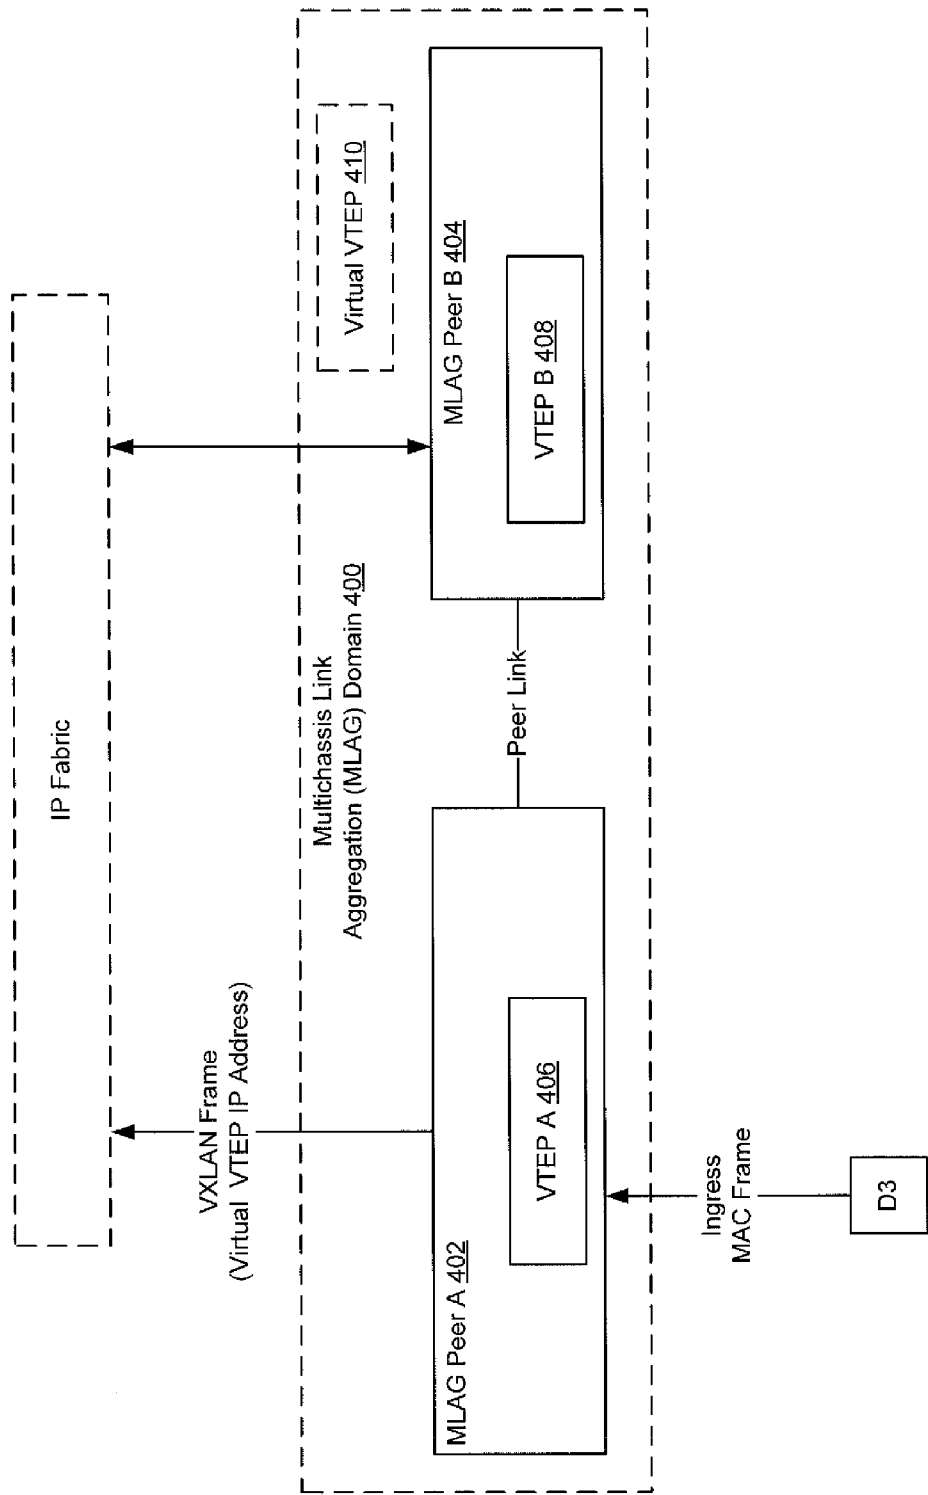 IP Fabric
VXLAN Frame
(Virtual VTEP IP Address)
Multichassis Link
Aggregation (MLAG) Domain 400
Virtual VTEP 410
MLAG Peer A 402
VTEP A 406
Peer Link
MLAG Peer B 404
VTEP B 408
Ingress
MAC Frame
D3